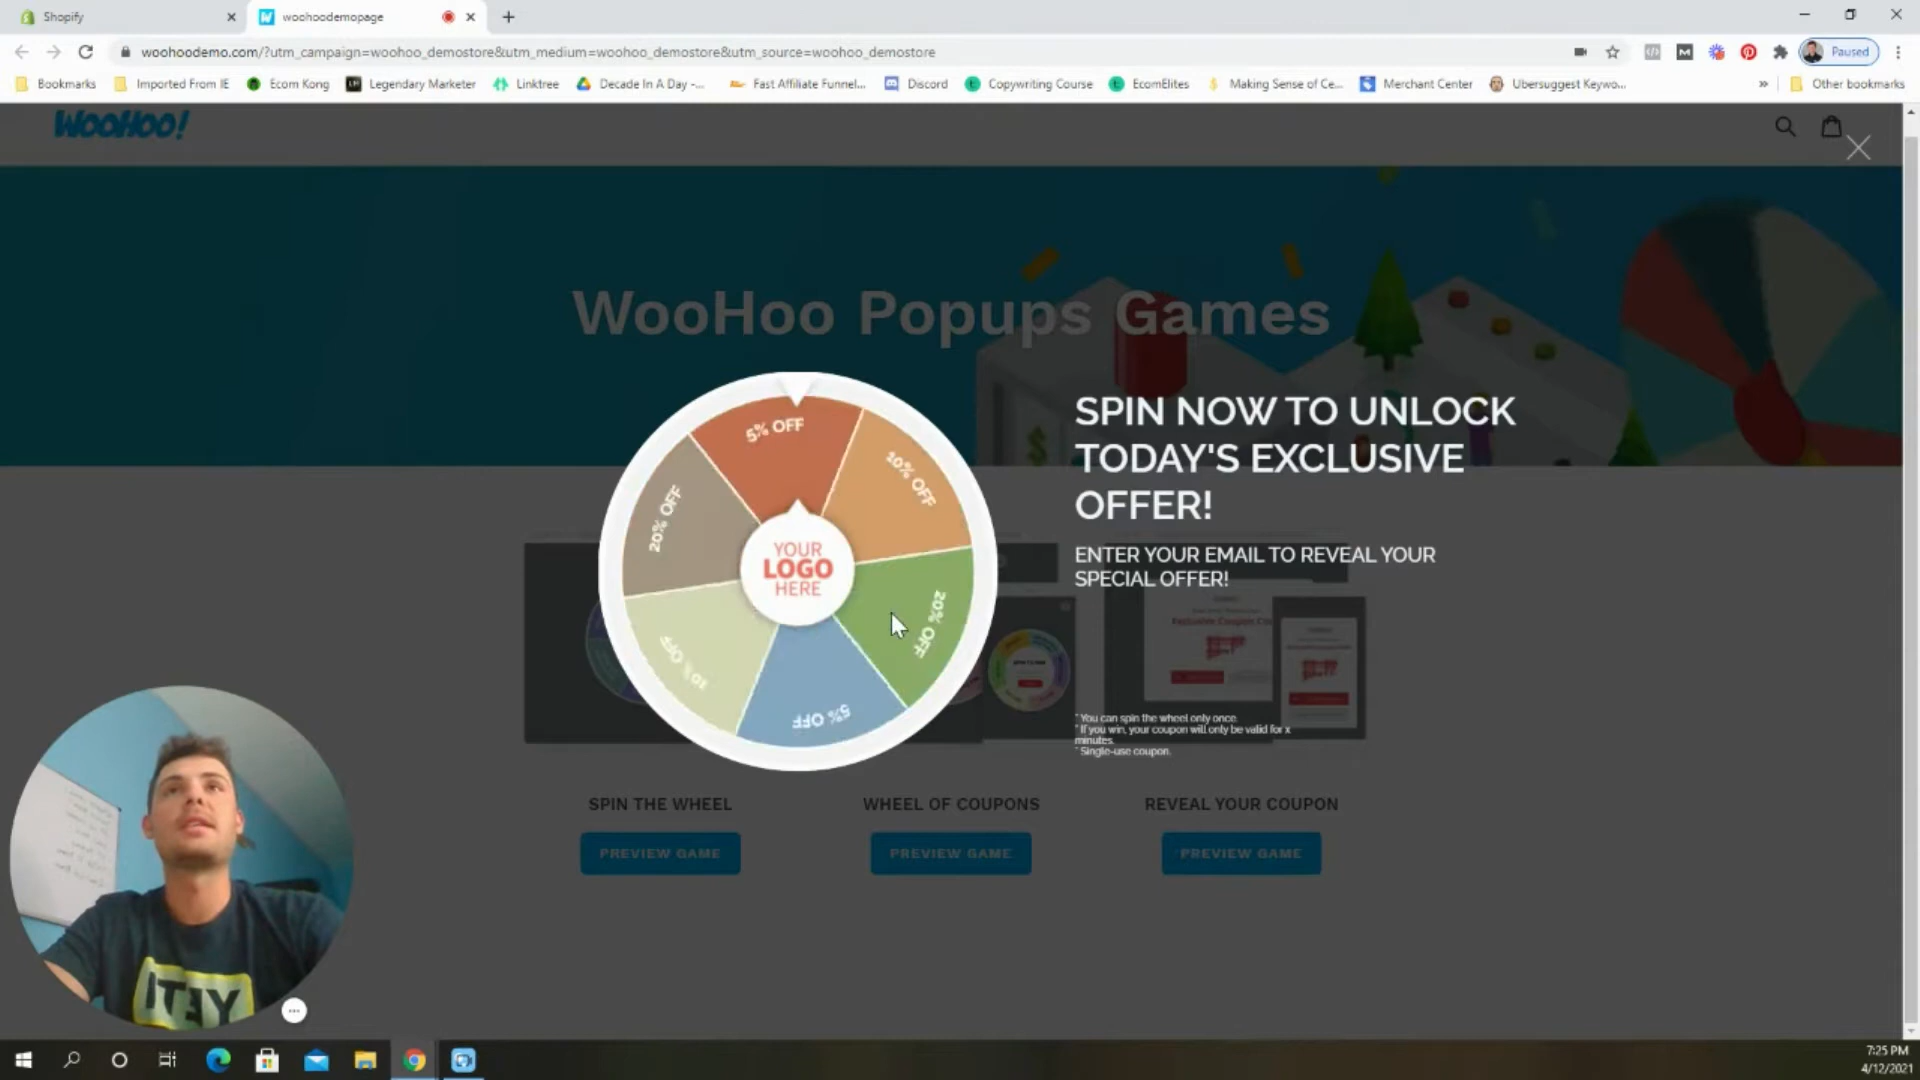 Shopify
woohoodemopage
woohoodemo.com/?utm_campaign=woohoo_demostore&utm_medium=woohoo_demostore&utm_source=woohoo_demostore
Paused
Bookmarks
Imported From IE
Ecom Kong
Legendary Marketer
Linktree
Decade In A Day -...
Fast Affiliate Funnel...
Discord
Copywriting Course
EcomElites
Making Sense of Ce...
Merchant Center
Ubersuggest Keywo...
Other bookmarks
WOOHOO!
WooHoo Popups Games
5% OFF
10% OFF
20% OFF
5% OFF
10% OFF
20% OFF
YOUR
LOGO
HERE
SPIN NOW TO UNLOCK
TODAY'S EXCLUSIVE
OFFER!
ENTER YOUR EMAIL TO REVEAL YOUR
SPECIAL OFFER!
* You can spin the wheel only once.
* If you win, your coupon will only be valid for x
minutes.
* Single-use coupon.
SPIN THE WHEEL
WHEEL OF COUPONS
REVEAL YOUR COUPON
PREVIEW GAME
PREVIEW GAME
PREVIEW GAME
7:25 PM
4/12/2021